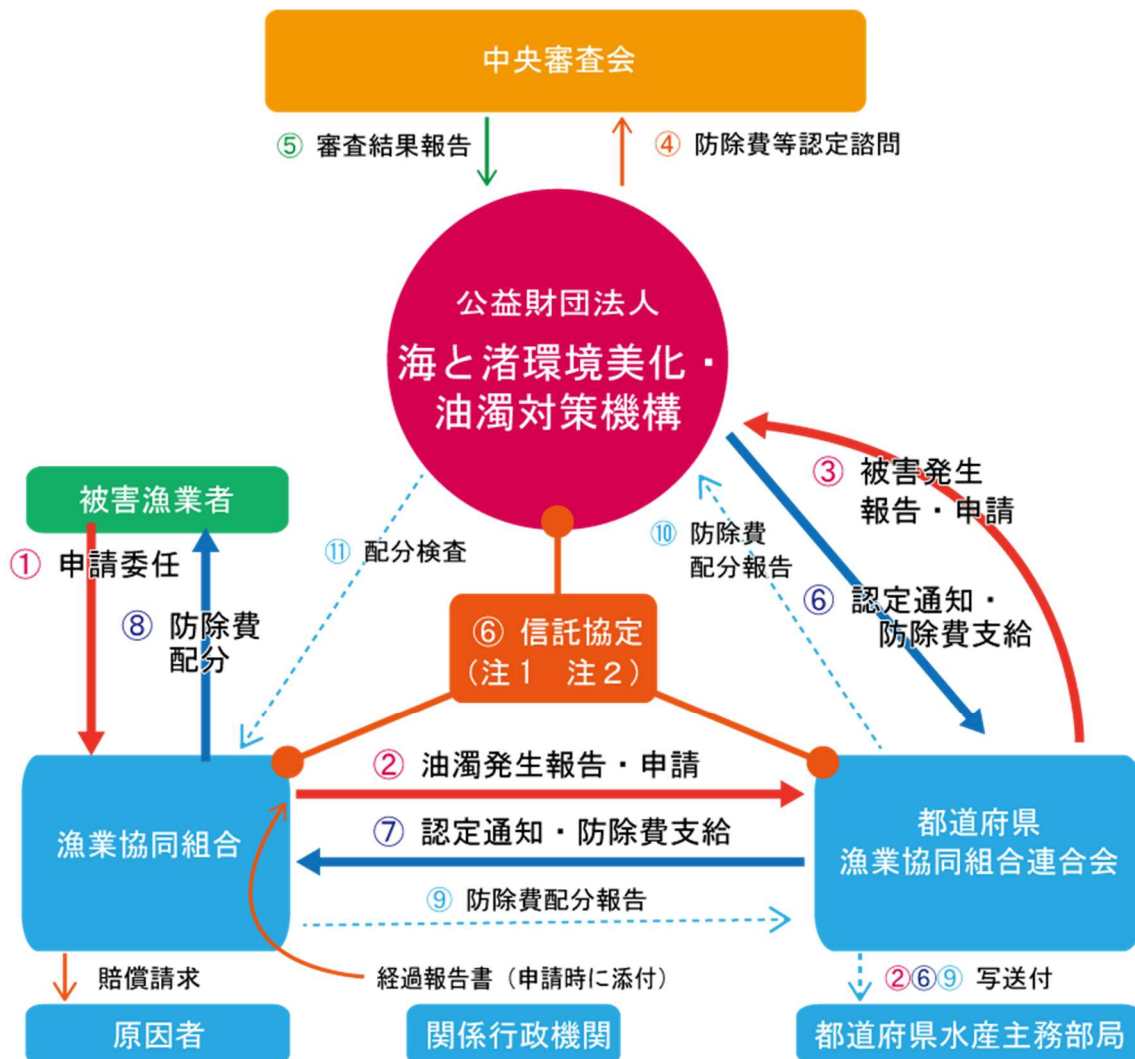 中央審査会
⑤ 審査結果報告
④ 防除費等認定諮問
公益財団法人
海と渚環境美化・
油濁対策機構
被害漁業者
① 申請委任
⑧ 防除費
配分
⑪ 配分検査
⑩ 防除費
配分報告
③ 被害発生
報告・申請
⑥ 認定通知・
防除費支給
⑥ 信託協定
(注1 注2)
② 油濁発生報告・申請
⑦ 認定通知・防除費支給
⑨ 防除費配分報告
漁業協同組合
都道府県
漁業協同組合連合会
賠償請求
経過報告書（申請時に添付）
②⑥⑨ 写送付
原因者
関係行政機関
都道府県水産主務部局